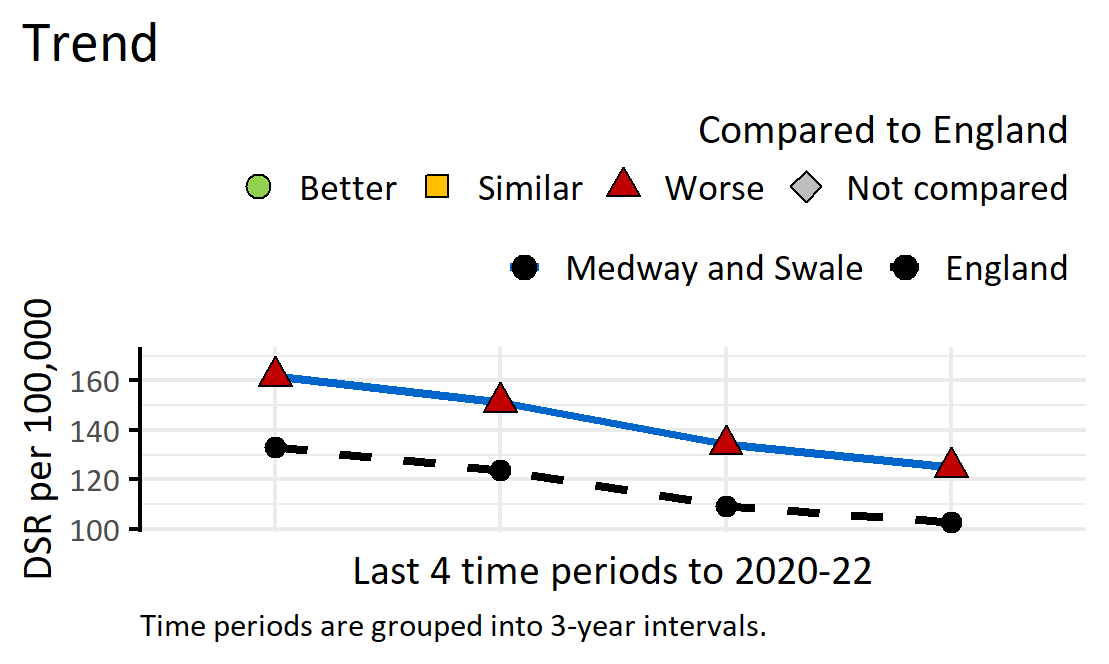 Trend
Compared to England
Better Similar Worse Not compared
Medway and Swale England
DSR per 100,000
160
140
120
100
Last 4 time periods to 2020-22
Time periods are grouped into 3-year intervals.